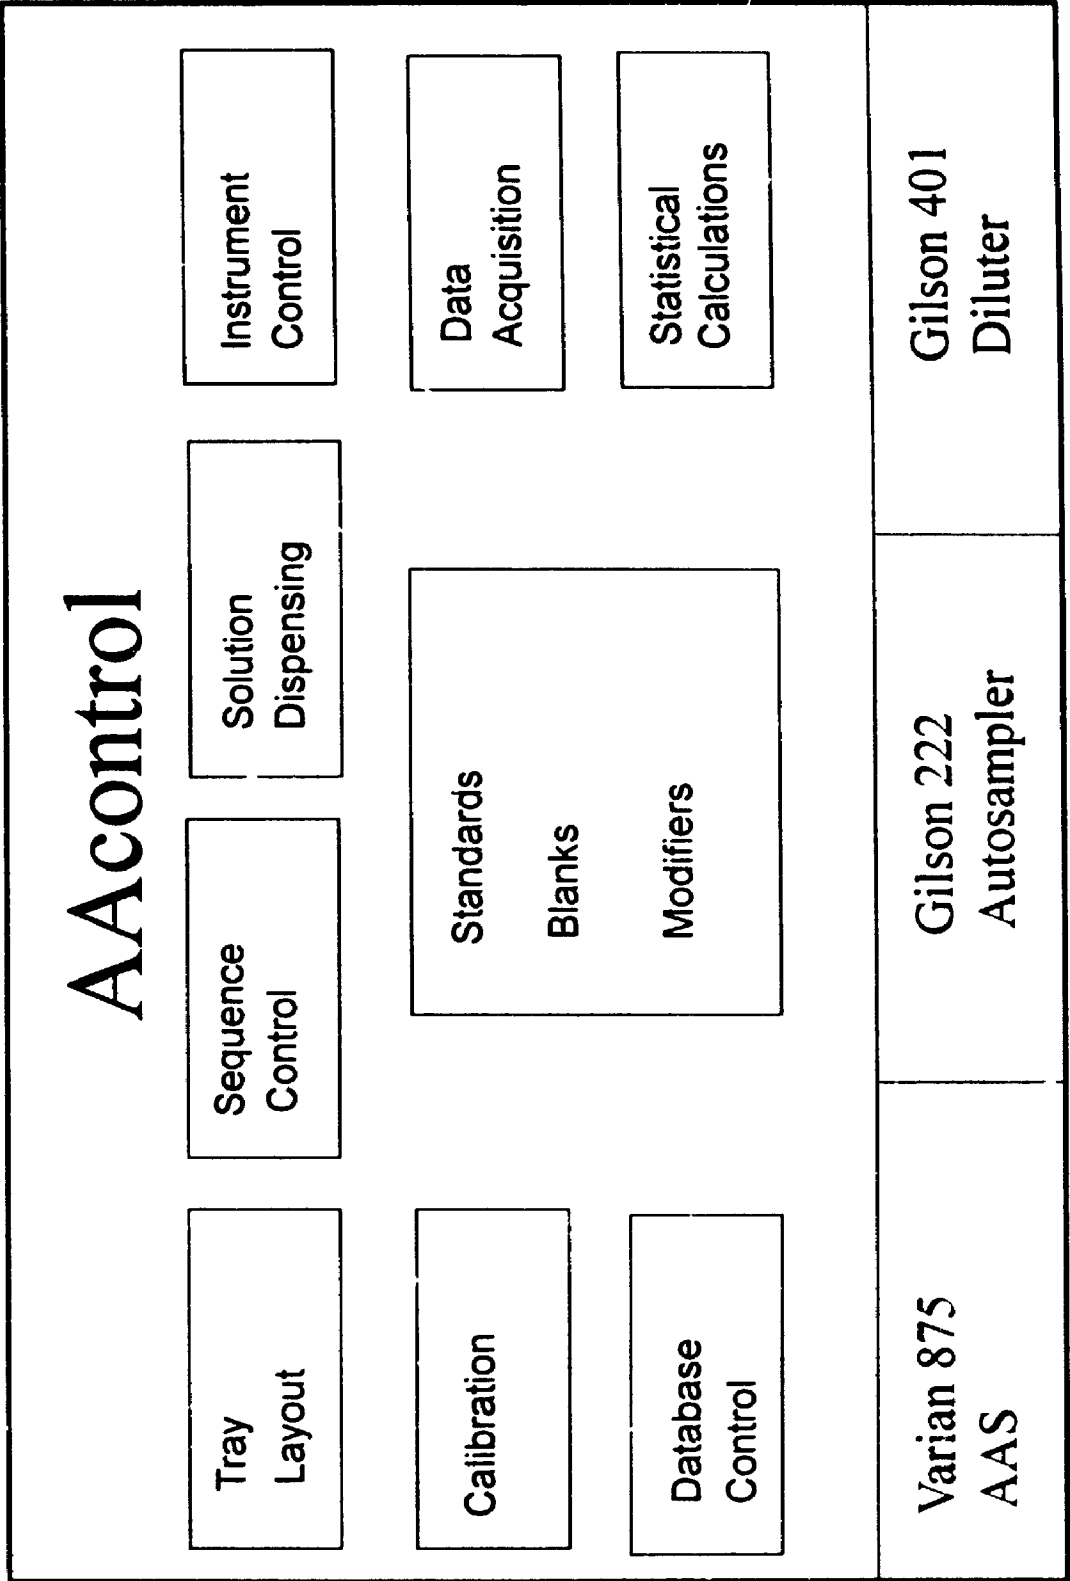 AAcontrol
Tray
Layout
Sequence
Control
Solution
Dispensing
Instrument
Control
Calibration
Standards
Blanks
Modifiers
Data
Acquisition
Database
Control
Statistical
Calculations
Varian 875
AAS
Gilson 222
Autosampler
Gilson 401
Diluter